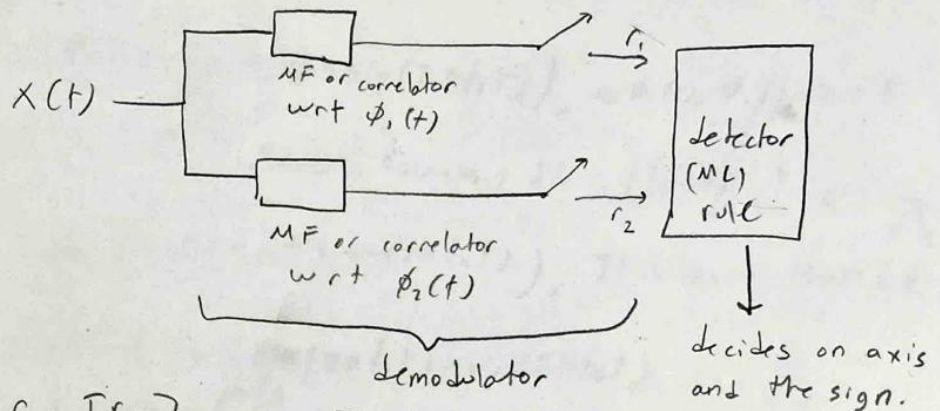 X(t)
MF or correlator
wrt ϕ₁(t)
r₁
detector
(ML)
rule
r₂
MF or correlator
wrt ϕ₂(t)
demodulator
decides on axis
and the sign.